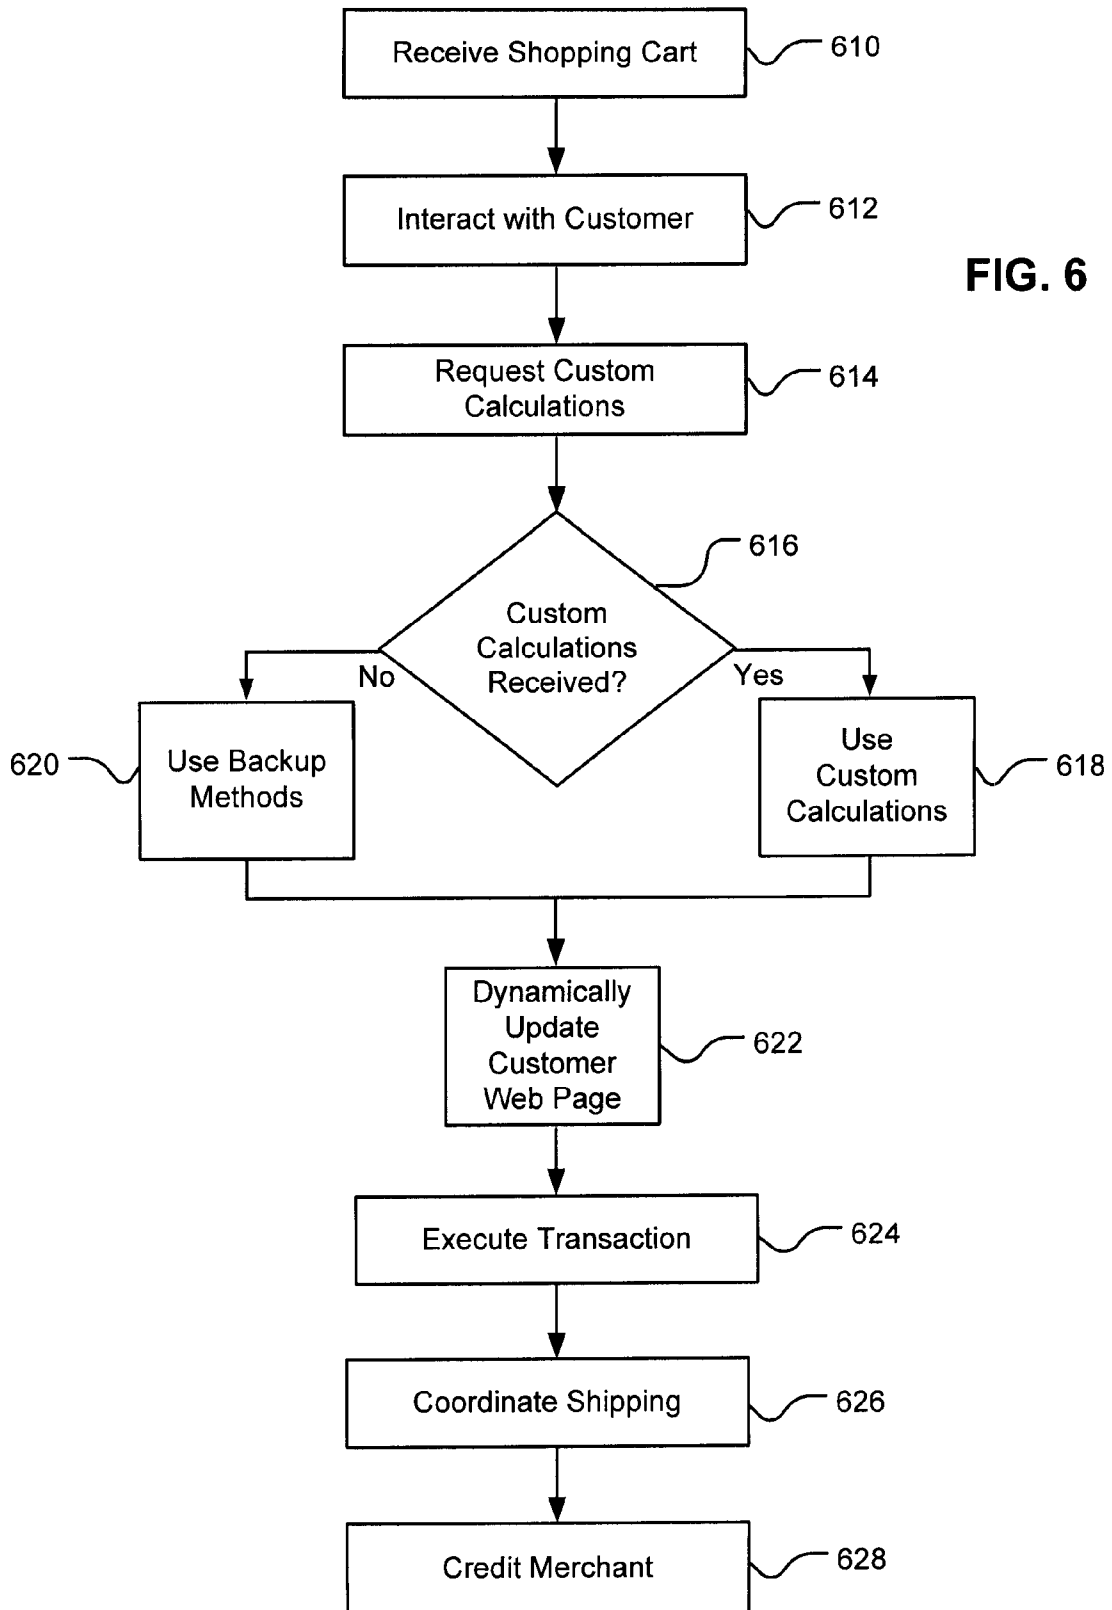 Receive Shopping Cart
610
Interact with Customer
612
FIG. 6
Request Custom
Calculations
614
616
Custom
Calculations
Received?
No
Yes
620
Use Backup
Methods
Use
Custom
Calculations
618
Dynamically
Update
Customer
Web Page
622
Execute Transaction
624
Coordinate Shipping
626
Credit Merchant
628